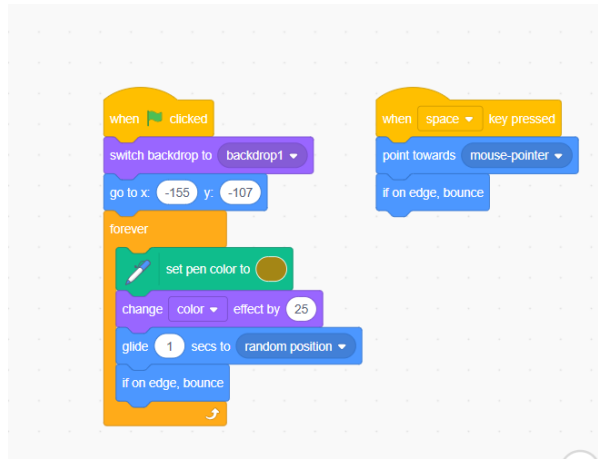 when clicked
switch backdrop to backdrop1
go to x: -155 y: -107
forever
set pen color to
change color effect by 25
glide 1 secs to random position
if on edge, bounce
when space key pressed
point towards mouse-pointer
if on edge, bounce